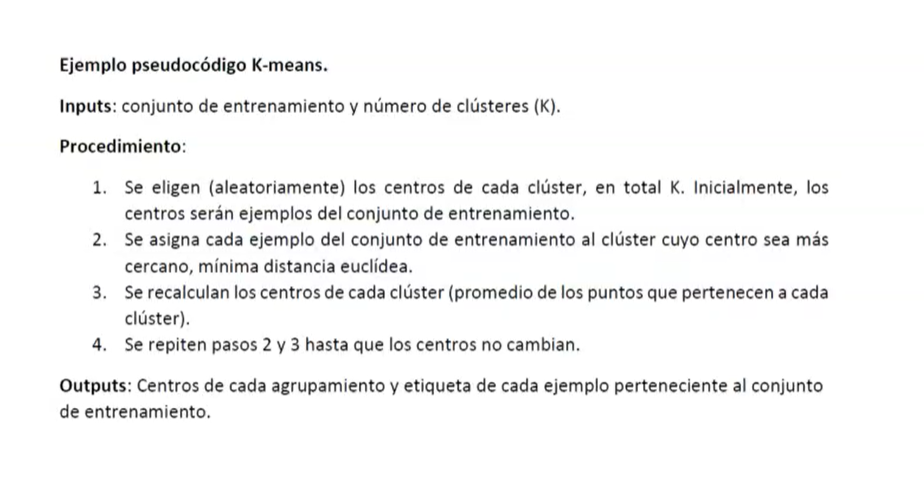 Ejemplo pseudocódigo K-means.
Inputs: conjunto de entrenamiento y número de clústeres (K).
Procedimiento:
1. Se eligen (aleatoriamente) los centros de cada clúster, en total K. Inicialmente, los
centros serán ejemplos del conjunto de entrenamiento.
2. Se asigna cada ejemplo del conjunto de entrenamiento al clúster cuyo centro sea más
cercano, mínima distancia euclídea.
3. Se recalculan los centros de cada clúster (promedio de los puntos que pertenecen a cada
clúster).
4. Se repiten pasos 2 y 3 hasta que los centros no cambian.
Outputs: Centros de cada agrupamiento y etiqueta de cada ejemplo perteneciente al conjunto
de entrenamiento.